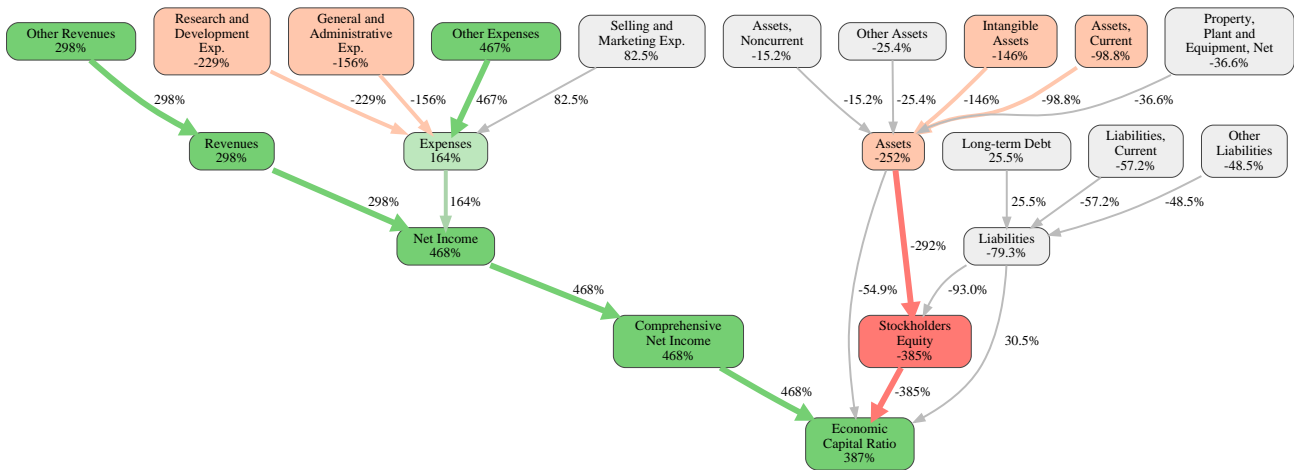 Other Revenues
298%
Research and
Development
Exp.
-229%
General and
Administrative
Exp.
-156%
Other Expenses
467%
Selling and
Marketing Exp.
82.5%
Assets,
Noncurrent
-15.2%
Other Assets
-25.4%
Intangible
Assets
-146%
Assets,
Current
-98.8%
Property,
Plant and
Equipment, Net
-36.6%
298%
-229%
-156%
467%
82.5%
-15.2%
-25.4%
-146%
-98.8%
-36.6%
Revenues
298%
Expenses
164%
Assets
-252%
Long-term Debt
25.5%
Liabilities,
Current
-57.2%
Other
Liabilities
-48.5%
298%
164%
25.5%
-57.2%
-48.5%
Net Income
468%
-292%
Liabilities
-79.3%
468%
-54.9%
-93.0%
Comprehensive
Net Income
468%
Stockholders
Equity
-385%
30.5%
468%
-385%
Economic
Capital Ratio
387%